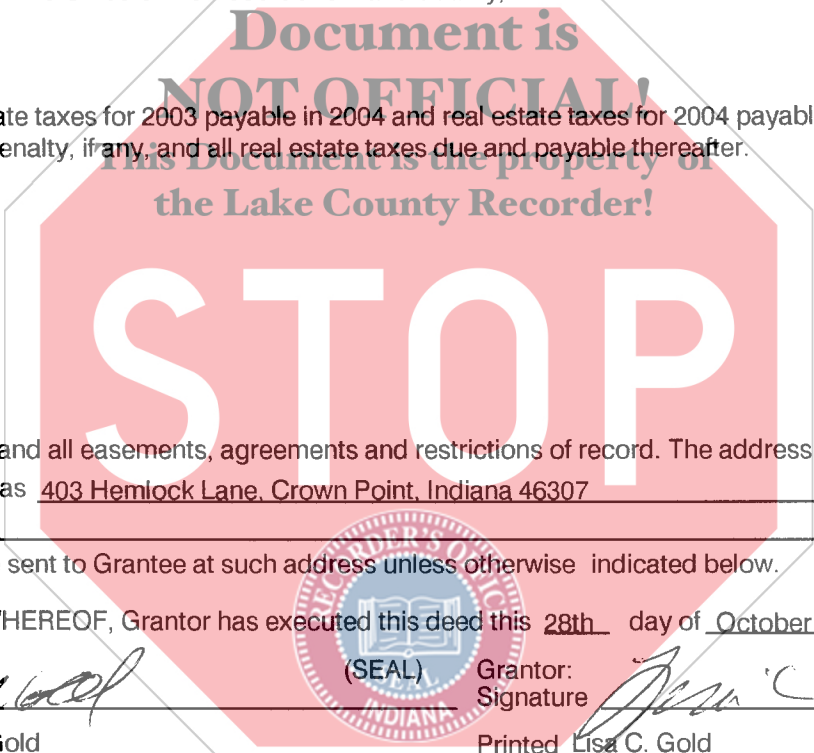 Document is
NOT OFFICIAL!
ate taxes for 2003 payable in 2004 and real estate taxes for 2004 payabl
enalty, if any, and all real estate taxes due and payable thereafter.
This Document is the property of
the Lake County Recorder!
STOP
and all easements, agreements and restrictions of record. The address
as 403 Hemlock Lane, Crown Point, Indiana 46307
sent to Grantee at such address unless otherwise indicated below.
HEREOF, Grantor has executed this deed this 28th day of October
(SEAL) Grantor:
Signature
Gold Printed Lisa C. Gold
RECORDER'S OFFICE
SEAL
INDIANA